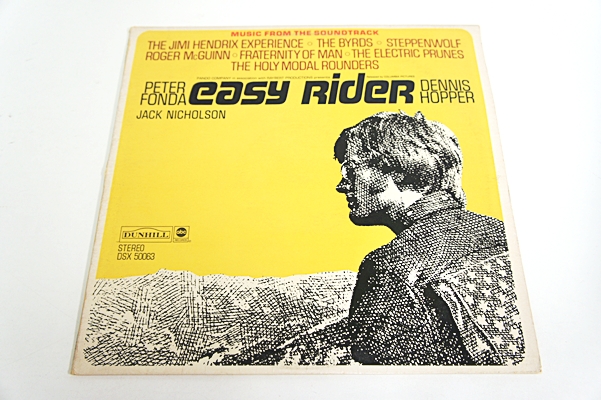 MUSIC FROM THE SOUNDTRACK
THE JIMI HENDRIX EXPERIENCE THE BYRDS STEPPENWOLF
ROGER McGUINN FRATERNITY OF MAN THE ELECTRIC PRUNES
THE HOLY MODAL ROUNDERS
PETER FONDA
easy RIDER
DENNIS HOPPER
JACK NICHOLSON
DUNHILL
abc
STEREO
DSX 50063